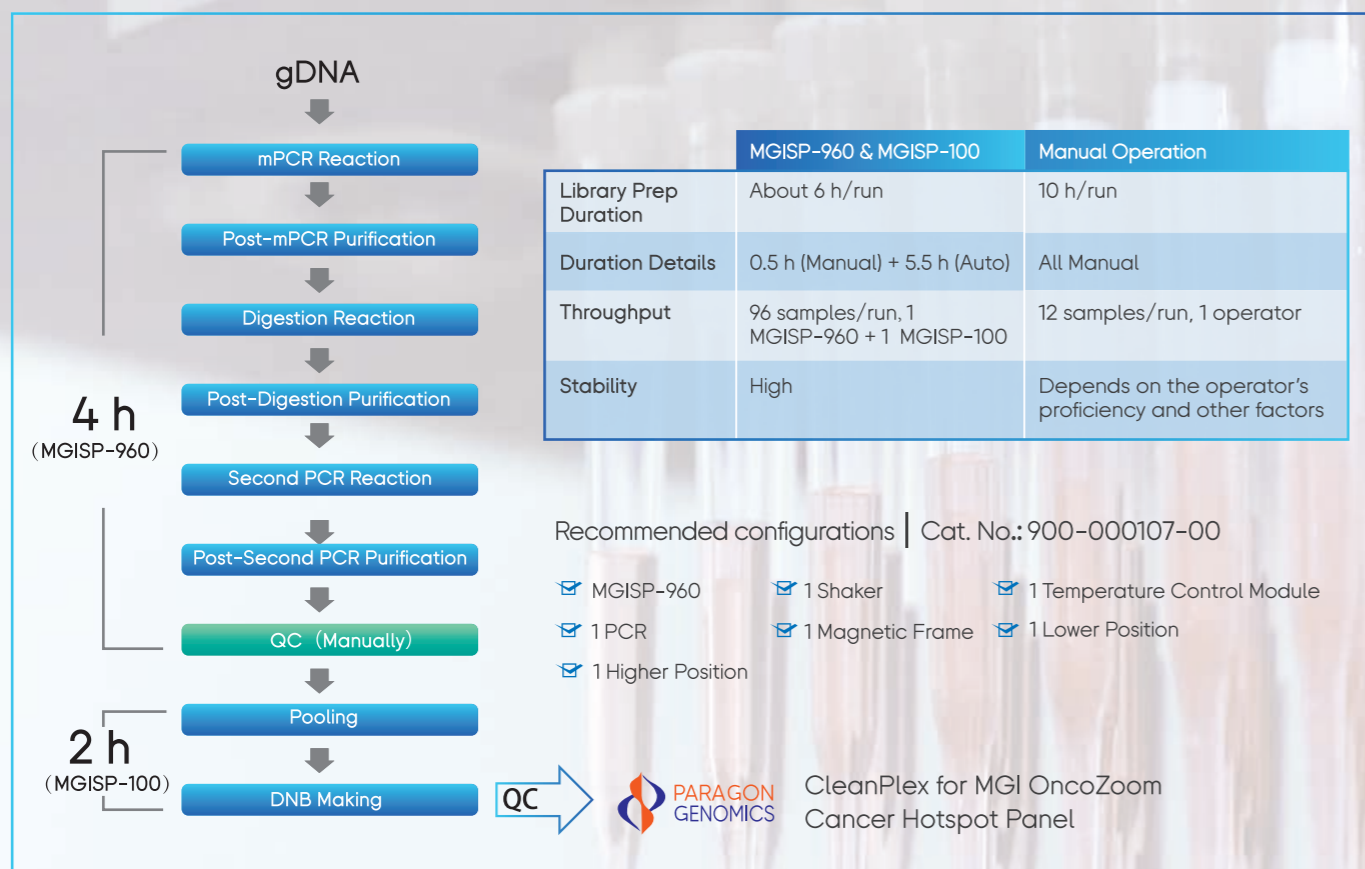 gDNA
mPCR Reaction
Post-mPCR Purification
Digestion Reaction
Post-Digestion Purification
4 h
(MGISP-960)
Second PCR Reaction
Post-Second PCR Purification
QC (Manually)
Pooling
2 h
(MGISP-100)
DNB Making
QC
MGISP-960 & MGISP-100
Manual Operation
Library Prep
Duration
About 6 h/run
10 h/run
Duration Details
0.5 h (Manual) + 5.5 h (Auto)
All Manual
Throughput
96 samples/run, 1
MGISP-960 + 1 MGISP-100
12 samples/run, 1 operator
Stability
High
Depends on the operator's
proficiency and other factors
Recommended configurations | Cat. No.: 900-000107-00
MGISP-960
1 Shaker
1 Temperature Control Module
1 PCR
1 Magnetic Frame
1 Lower Position
1 Higher Position
PARAGON
GENOMICS
CleanPlex for MGI OncoZoom
Cancer Hotspot Panel